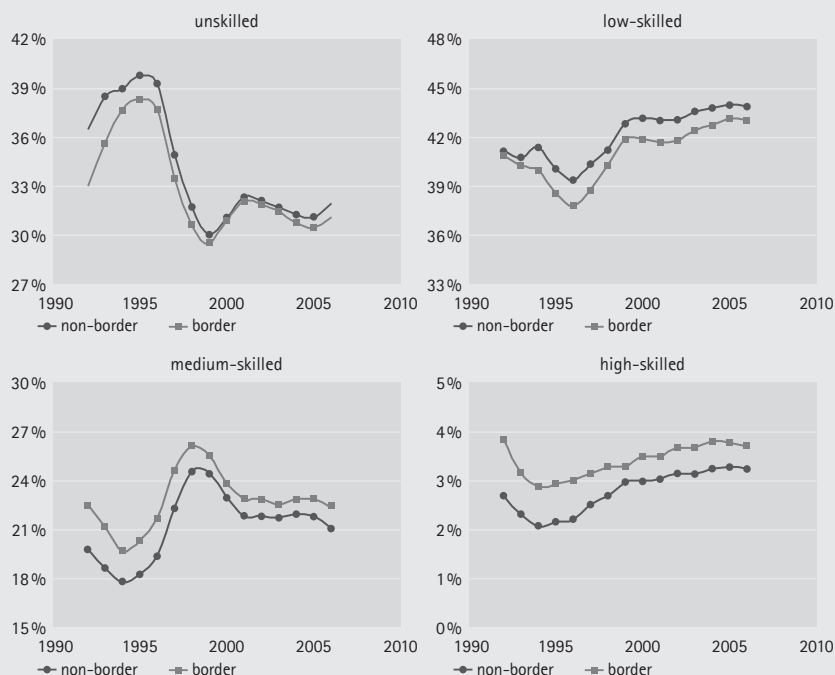 unskilled
42 %
39 %
36 %
33 %
30 %
27 %
1990 1995 2000 2005 2010
non-border border
low-skilled
48 %
45 %
42 %
39 %
36 %
33 %
1990 1995 2000 2005 2010
non-border border
medium-skilled
30 %
27 %
24 %
21 %
18 %
15 %
1990 1995 2000 2005 2010
non-border border
high-skilled
5 %
4 %
3 %
2 %
1 %
0 %
1990 1995 2000 2005 2010
non-border border